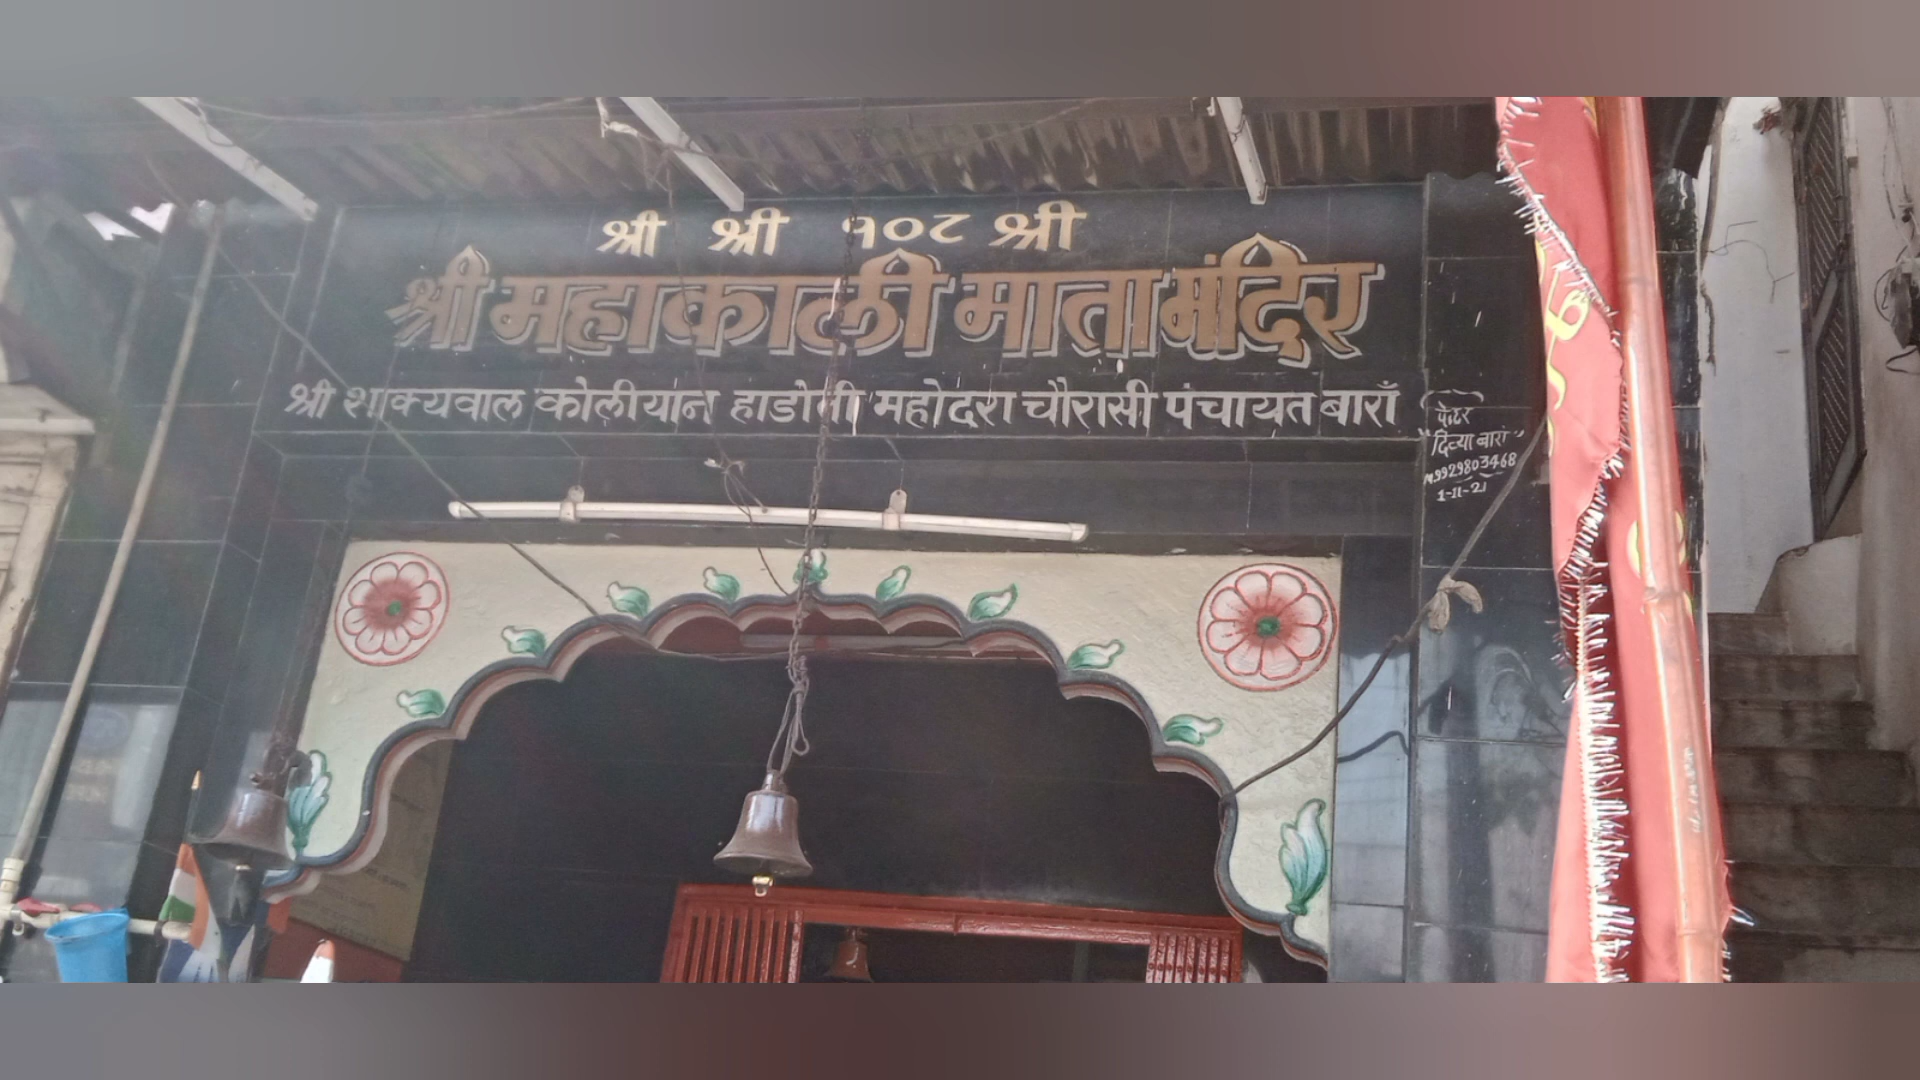 श्री श्री १०८ श्री
श्री महाकाली माता मंदिर
श्री शाक्यवाल कोलीयान हाडोती महोदरा चौरासी पंचायत बाराँ
पेंटर
"दिव्या बारां"
M.9929803468
1-11-21